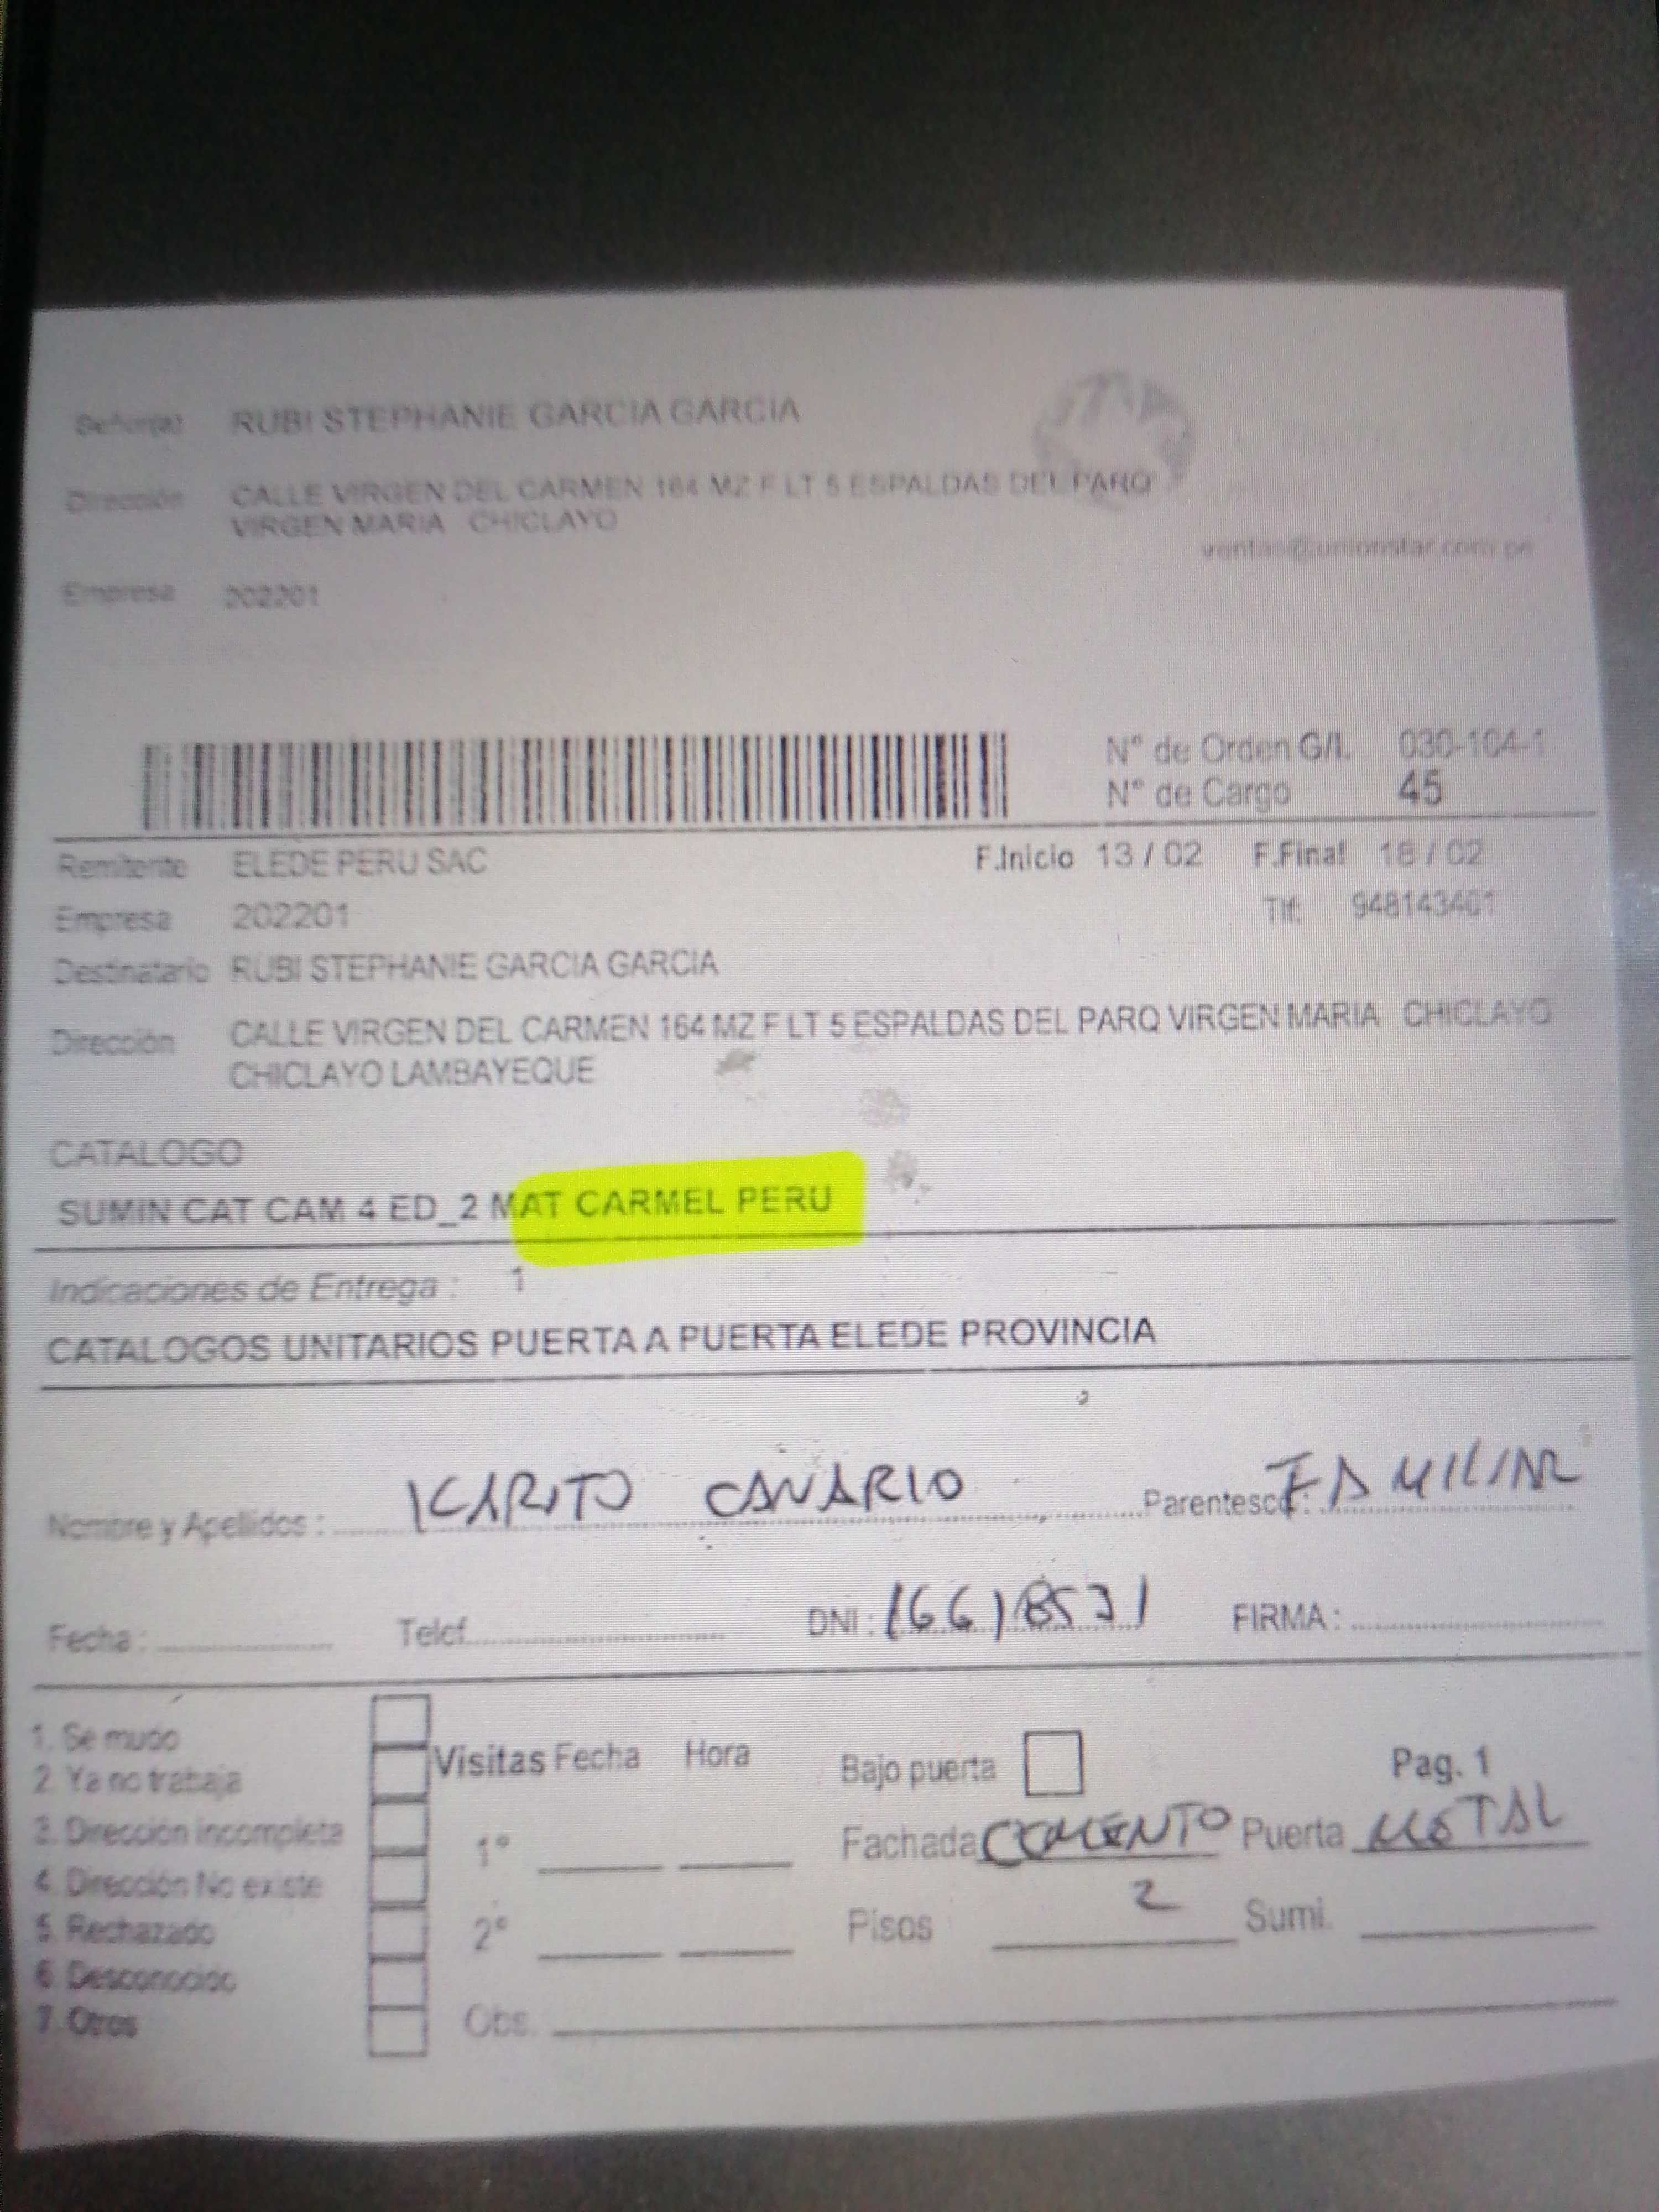 Señor(a) RUBI STEPHANIE GARCIA GARCIA
Dirección CALLE VIRGEN DEL CARMEN 164 MZ F LT 5 ESPALDAS DEL PARQ
VIRGEN MARIA CHICLAYO
ventas@unionstar.com.pe
Empresa 202201
N° de Orden G/L 030-104-1
N° de Cargo 45
Remitente ELEDE PERU SAC F.Inicio 13 / 02 F.Final 18 / 02
Empresa 202201 Tlf: 948143401
Destinatario RUBI STEPHANIE GARCIA GARCIA
Dirección CALLE VIRGEN DEL CARMEN 164 MZ F LT 5 ESPALDAS DEL PARQ VIRGEN MARIA CHICLAYO
CHICLAYO LAMBAYEQUE
CATALOGO
SUMIN CAT CAM 4 ED_2 MAT CARMEL PERU
Indicaciones de Entrega : 1
CATALOGOS UNITARIOS PUERTA A PUERTA ELEDE PROVINCIA
Nombre y Apellidos : KARITO CANARIO Parentesco : FAMILIAR
Fecha : Telef. DNI : 16618531 FIRMA :
1. Se mudo
2. Ya no trabaja
3. Dirección incompleta
4. Dirección No existe
5. Rechazado
6. Desconocido
7. Otros
Visitas Fecha Hora
1°
2°
Obs.
Bajo puerta Pag. 1
Fachada CEMENTO Puerta METAL
Pisos 2 Sumi.